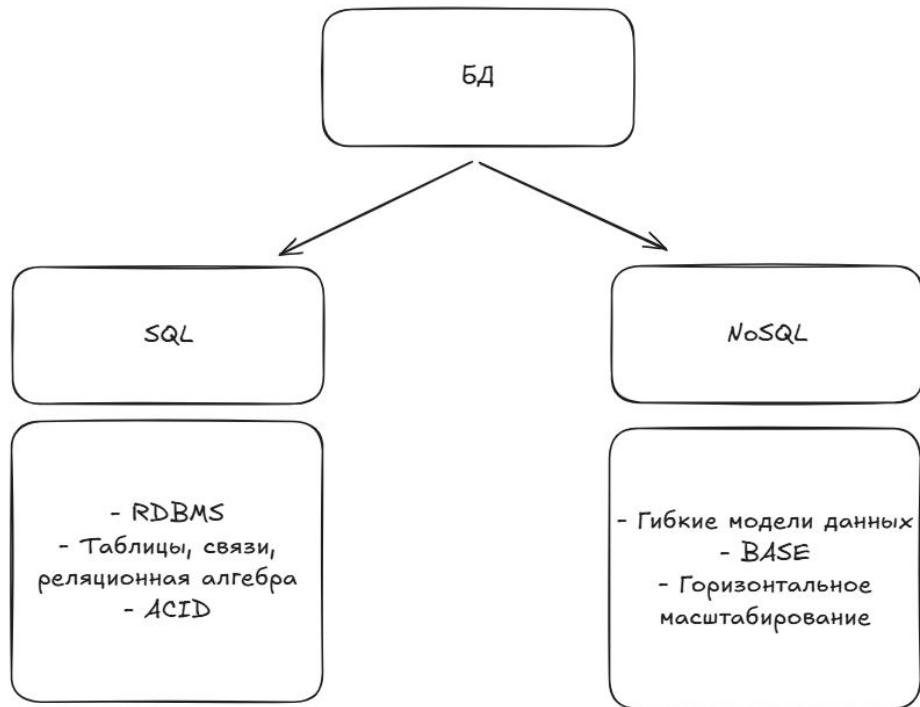 БД
SQL
NoSQL
- RDBMS
- Таблицы, связи,
реляционная алгебра
- ACID
- Гибкие модели данных
- BASE
- Горизонтальное
масштабирование